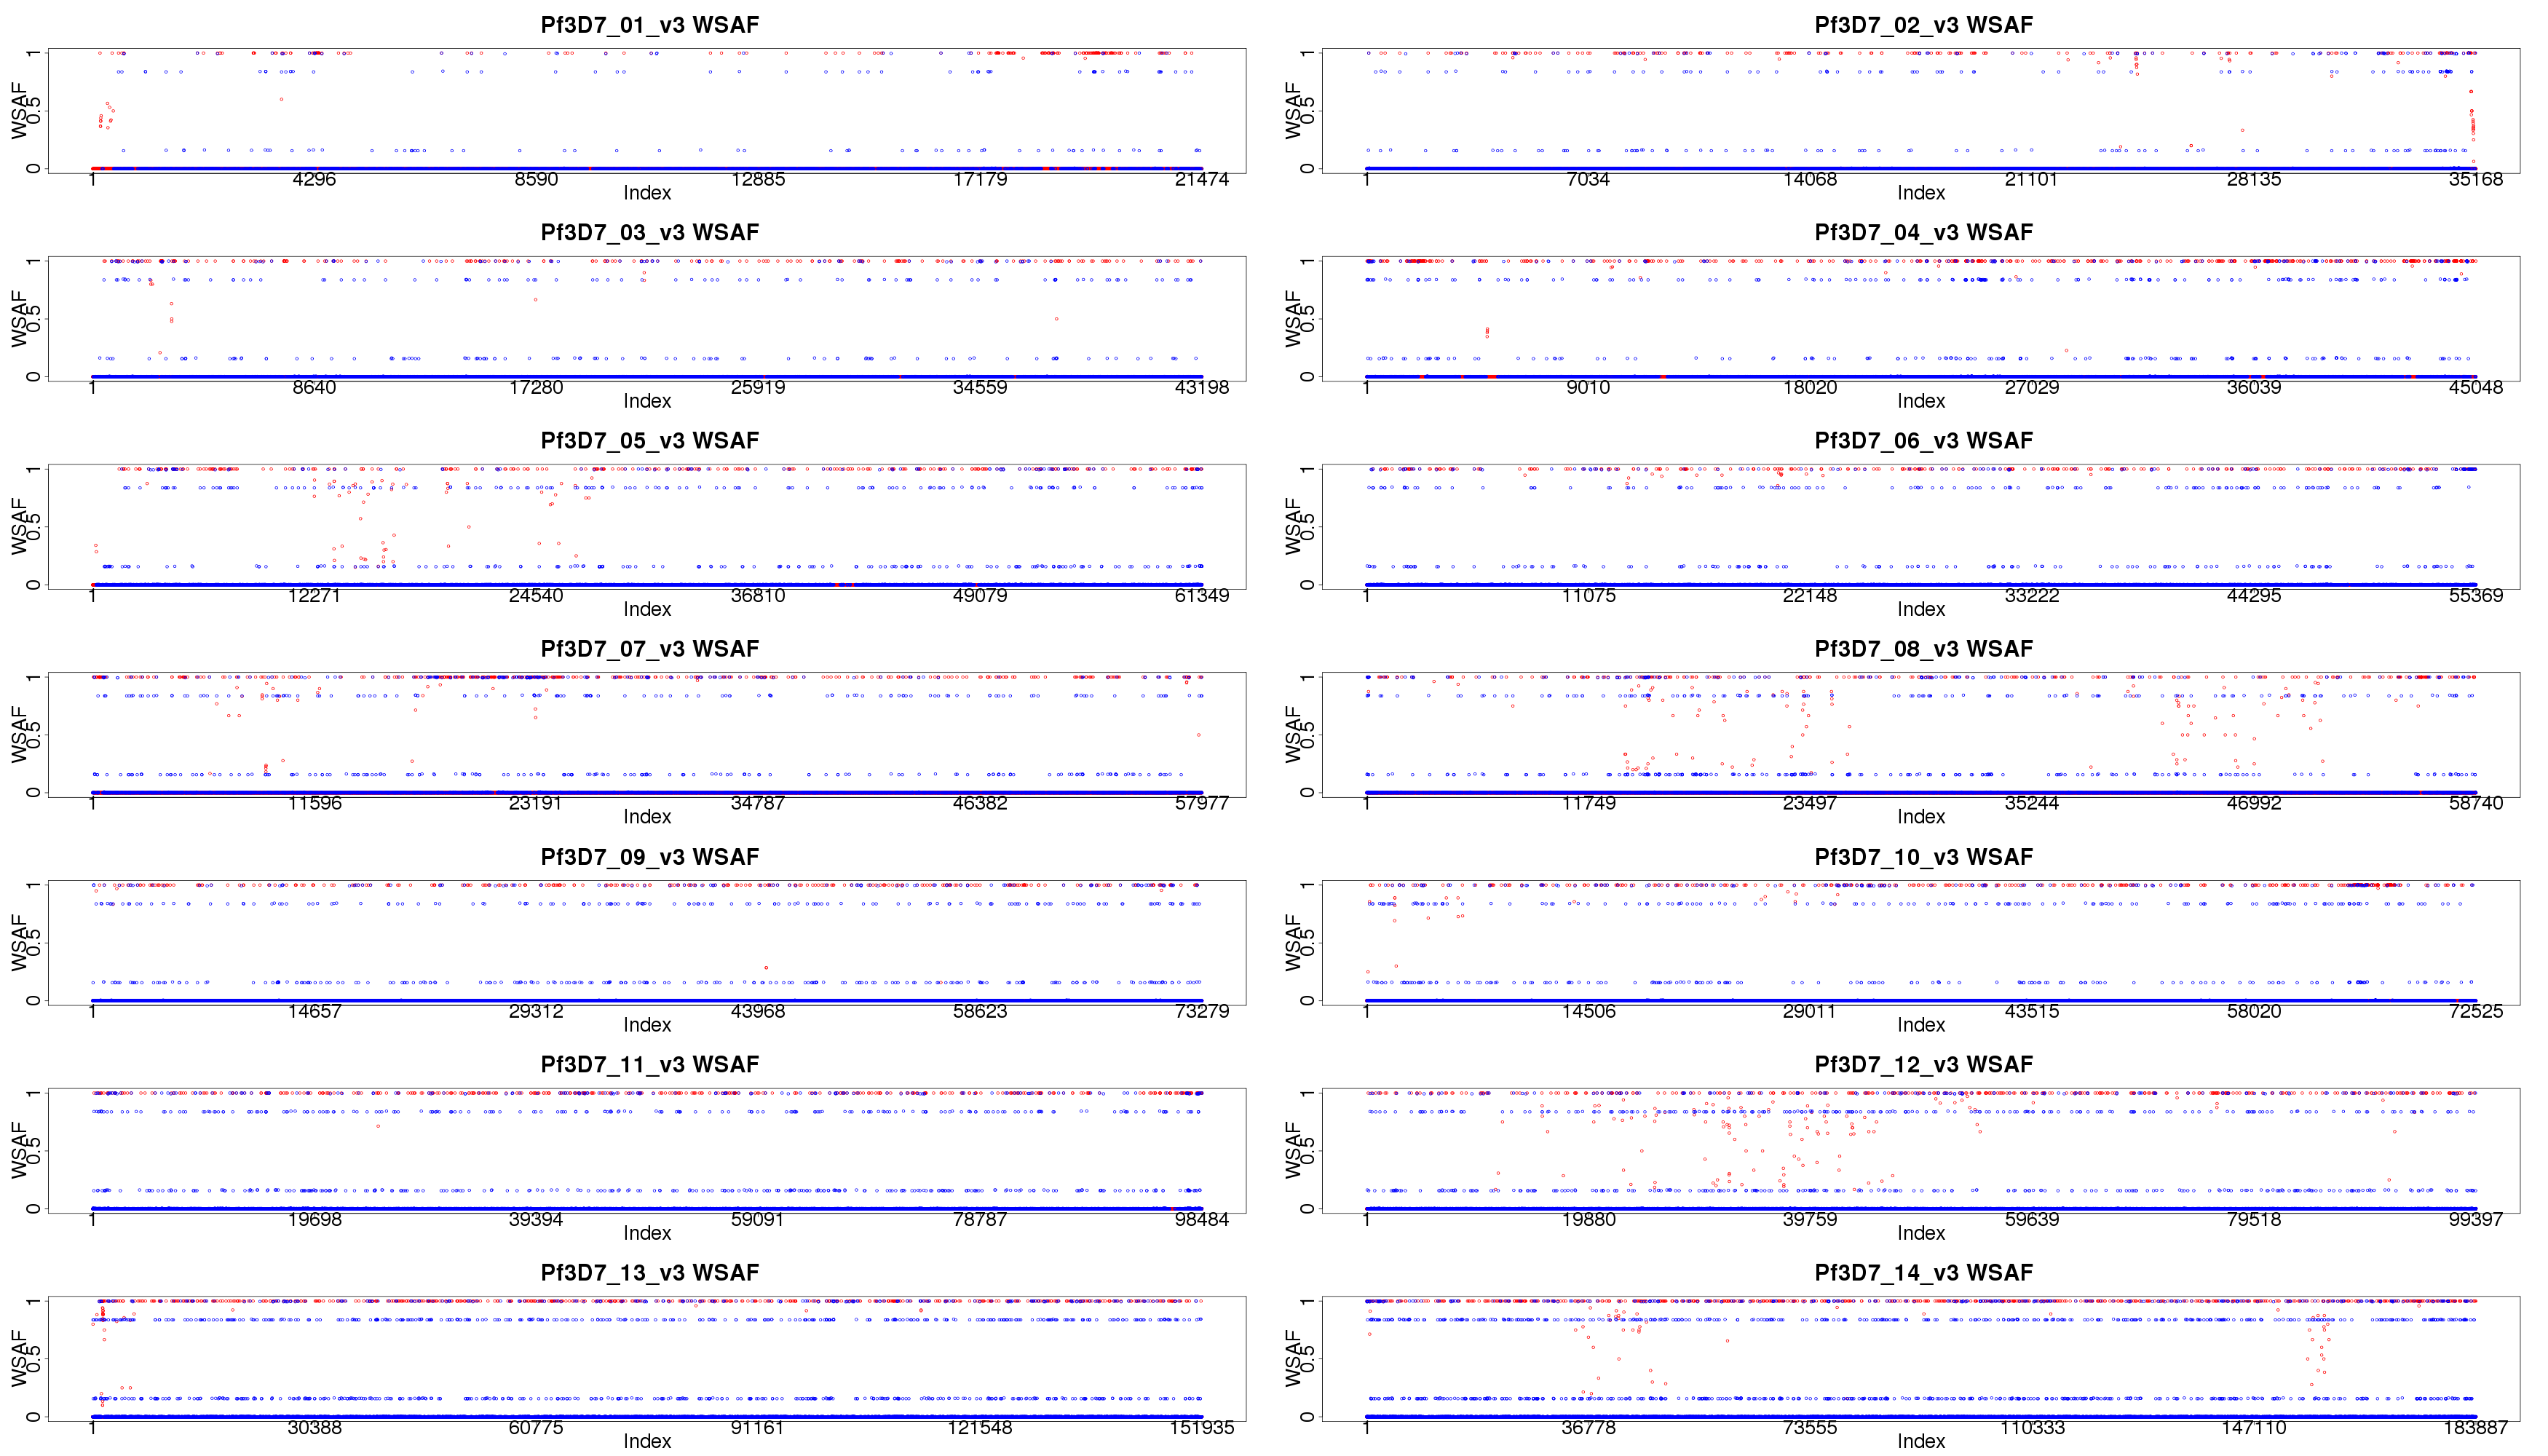 Pf3D7_01_v3 WSAF
WSAF
0 0.5 1
1 4296 8590 12885 17179 21474
Index
Pf3D7_02_v3 WSAF
WSAF
0 0.5 1
1 7034 14068 21101 28135 35168
Index
Pf3D7_03_v3 WSAF
WSAF
0 0.5 1
1 8640 17280 25919 34559 43198
Index
Pf3D7_04_v3 WSAF
WSAF
0 0.5 1
1 9010 18020 27029 36039 45048
Index
Pf3D7_05_v3 WSAF
WSAF
0 0.5 1
1 12271 24540 36810 49079 61349
Index
Pf3D7_06_v3 WSAF
WSAF
0 0.5 1
1 11075 22148 33222 44295 55369
Index
Pf3D7_07_v3 WSAF
WSAF
0 0.5 1
1 11596 23191 34787 46382 57977
Index
Pf3D7_08_v3 WSAF
WSAF
0 0.5 1
1 11749 23497 35244 46992 58740
Index
Pf3D7_09_v3 WSAF
WSAF
0 0.5 1
1 14657 29312 43968 58623 73279
Index
Pf3D7_10_v3 WSAF
WSAF
0 0.5 1
1 14506 29011 43515 58020 72525
Index
Pf3D7_11_v3 WSAF
WSAF
0 0.5 1
1 19698 39394 59091 78787 98484
Index
Pf3D7_12_v3 WSAF
WSAF
0 0.5 1
1 19880 39759 59639 79518 99397
Index
Pf3D7_13_v3 WSAF
WSAF
0 0.5 1
1 30388 60775 91161 121548 151935
Index
Pf3D7_14_v3 WSAF
WSAF
0 0.5 1
1 36778 73555 110333 147110 183887
Index